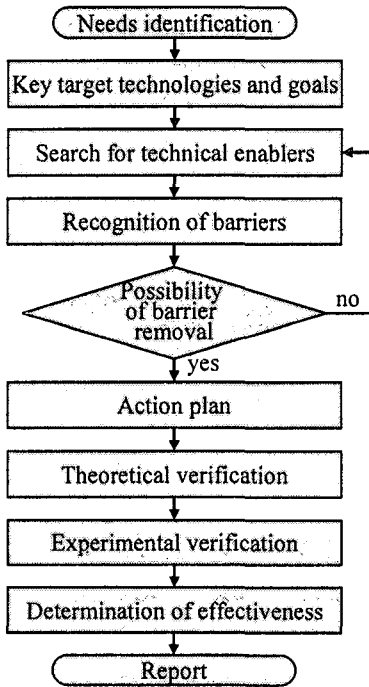 Needs identification
Key target technologies and goals
Search for technical enablers
Recognition of barriers
Possibility
of barrier
removal
no
yes
Action plan
Theoretical verification
Experimental verification
Determination of effectiveness
Report